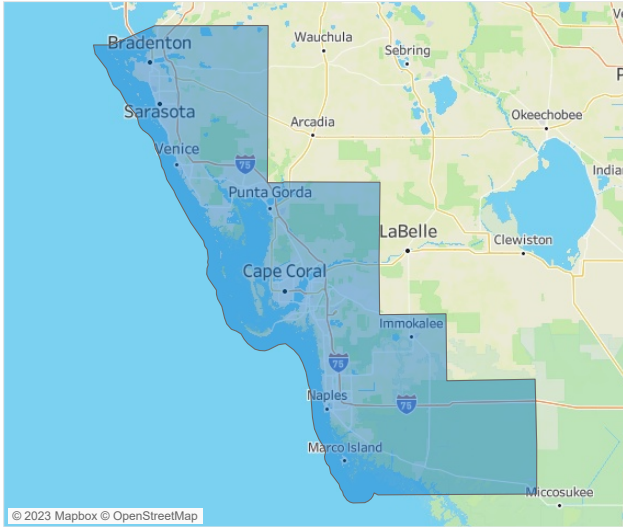 Wauchula
Bradenton
Sebring
Sarasota
Okeechobee
Arcadia
Venice
75
Punta Gorda
LaBelle
Clewiston
Cape Coral
Immokalee
75
Naples
75
Marco Island
Miccosukee
© 2023 Mapbox © OpenStreetMap